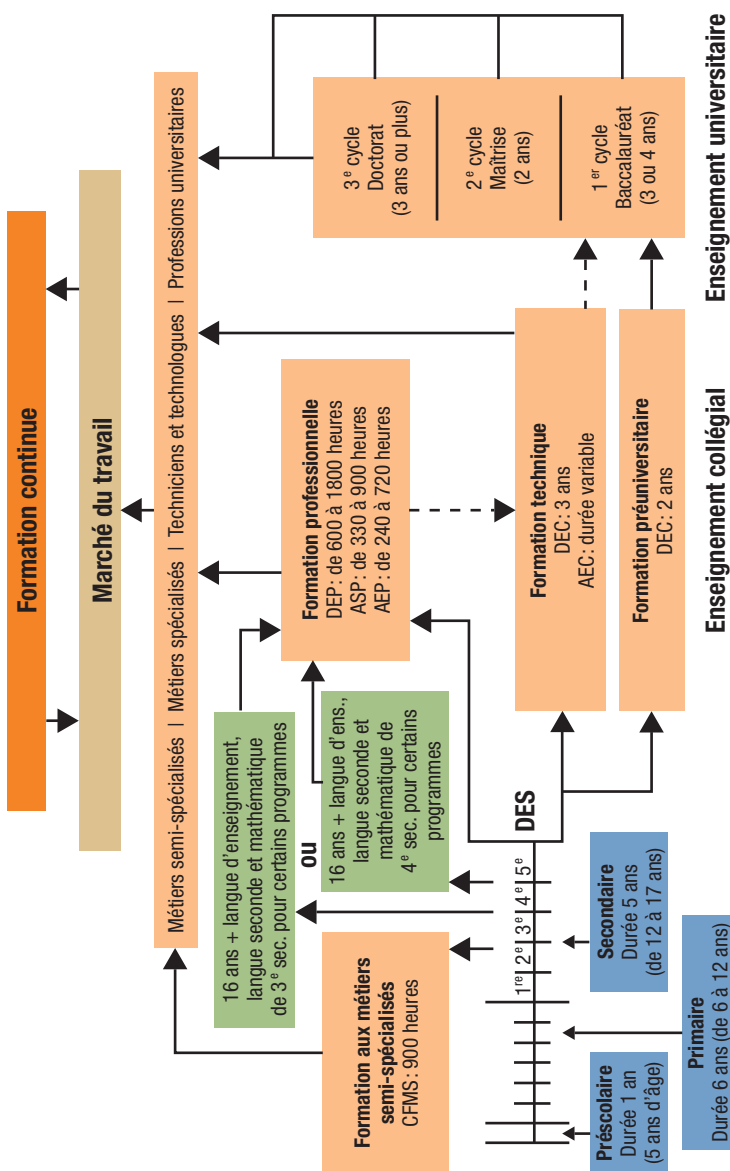 Formation continue
Marché du travail
Métiers semi-spécialisés | Métiers spécialisés | Techniciens et technologues | Professions universitaires
16 ans + langue d'enseignement,
langue seconde et mathématique
de 3e sec. pour certains programmes
ou
16 ans + langue d'ens.,
langue seconde et
mathématique de
4e sec. pour certains
programmes
Formation aux métiers
semi-spécialisés
CFMS : 900 heures
Formation professionnelle
DEP : de 600 à 1800 heures
ASP : de 330 à 900 heures
AEP : de 240 à 720 heures
3e cycle
Doctorat
(3 ans ou plus)
2e cycle
Maîtrise
(2 ans)
1er cycle
Baccalauréat
(3 ou 4 ans)
1re 2e 3e 4e 5e
DES
Formation technique
DEC : 3 ans
AEC : durée variable
Formation préuniversitaire
DEC : 2 ans
Préscolaire
Durée 1 an
(5 ans d'âge)
Primaire
Durée 6 ans (de 6 à 12 ans)
Secondaire
Durée 5 ans
(de 12 à 17 ans)
Enseignement collégial
Enseignement universitaire